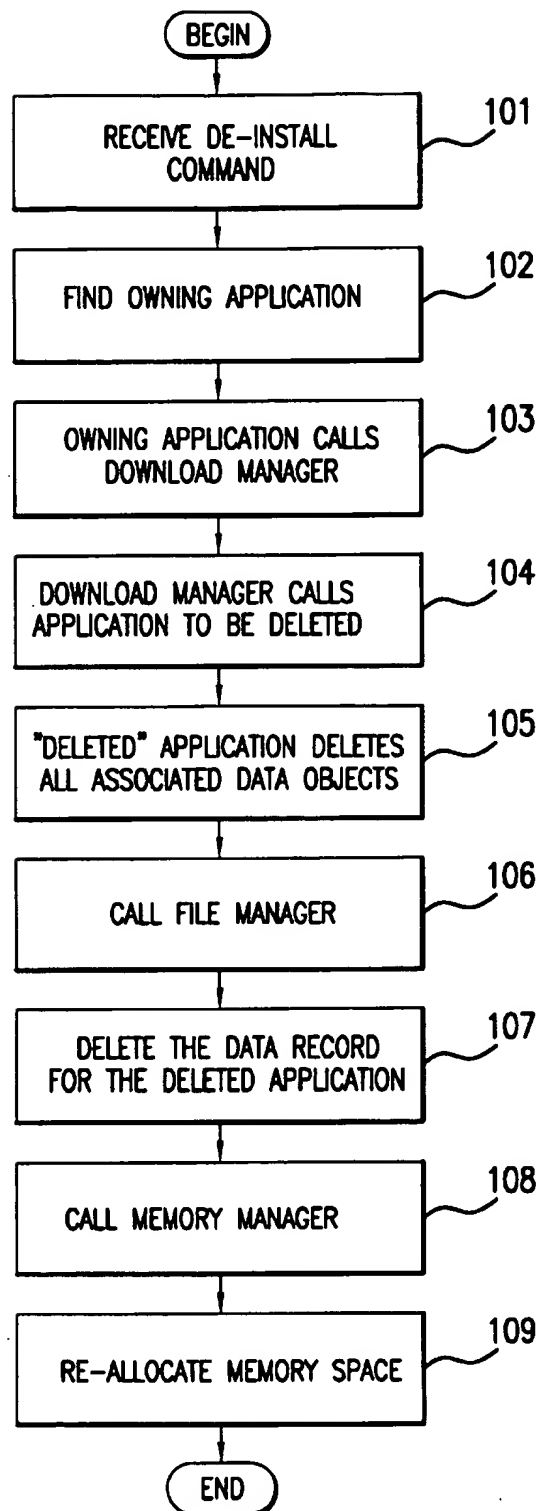 BEGIN
RECEIVE DE-INSTALL
COMMAND
101
FIND OWNING APPLICATION
102
OWNING APPLICATION CALLS
DOWNLOAD MANAGER
103
DOWNLOAD MANAGER CALLS
APPLICATION TO BE DELETED
104
"DELETED" APPLICATION DELETES
ALL ASSOCIATED DATA OBJECTS
105
CALL FILE MANAGER
106
DELETE THE DATA RECORD
FOR THE DELETED APPLICATION
107
CALL MEMORY MANAGER
108
RE-ALLOCATE MEMORY SPACE
109
END